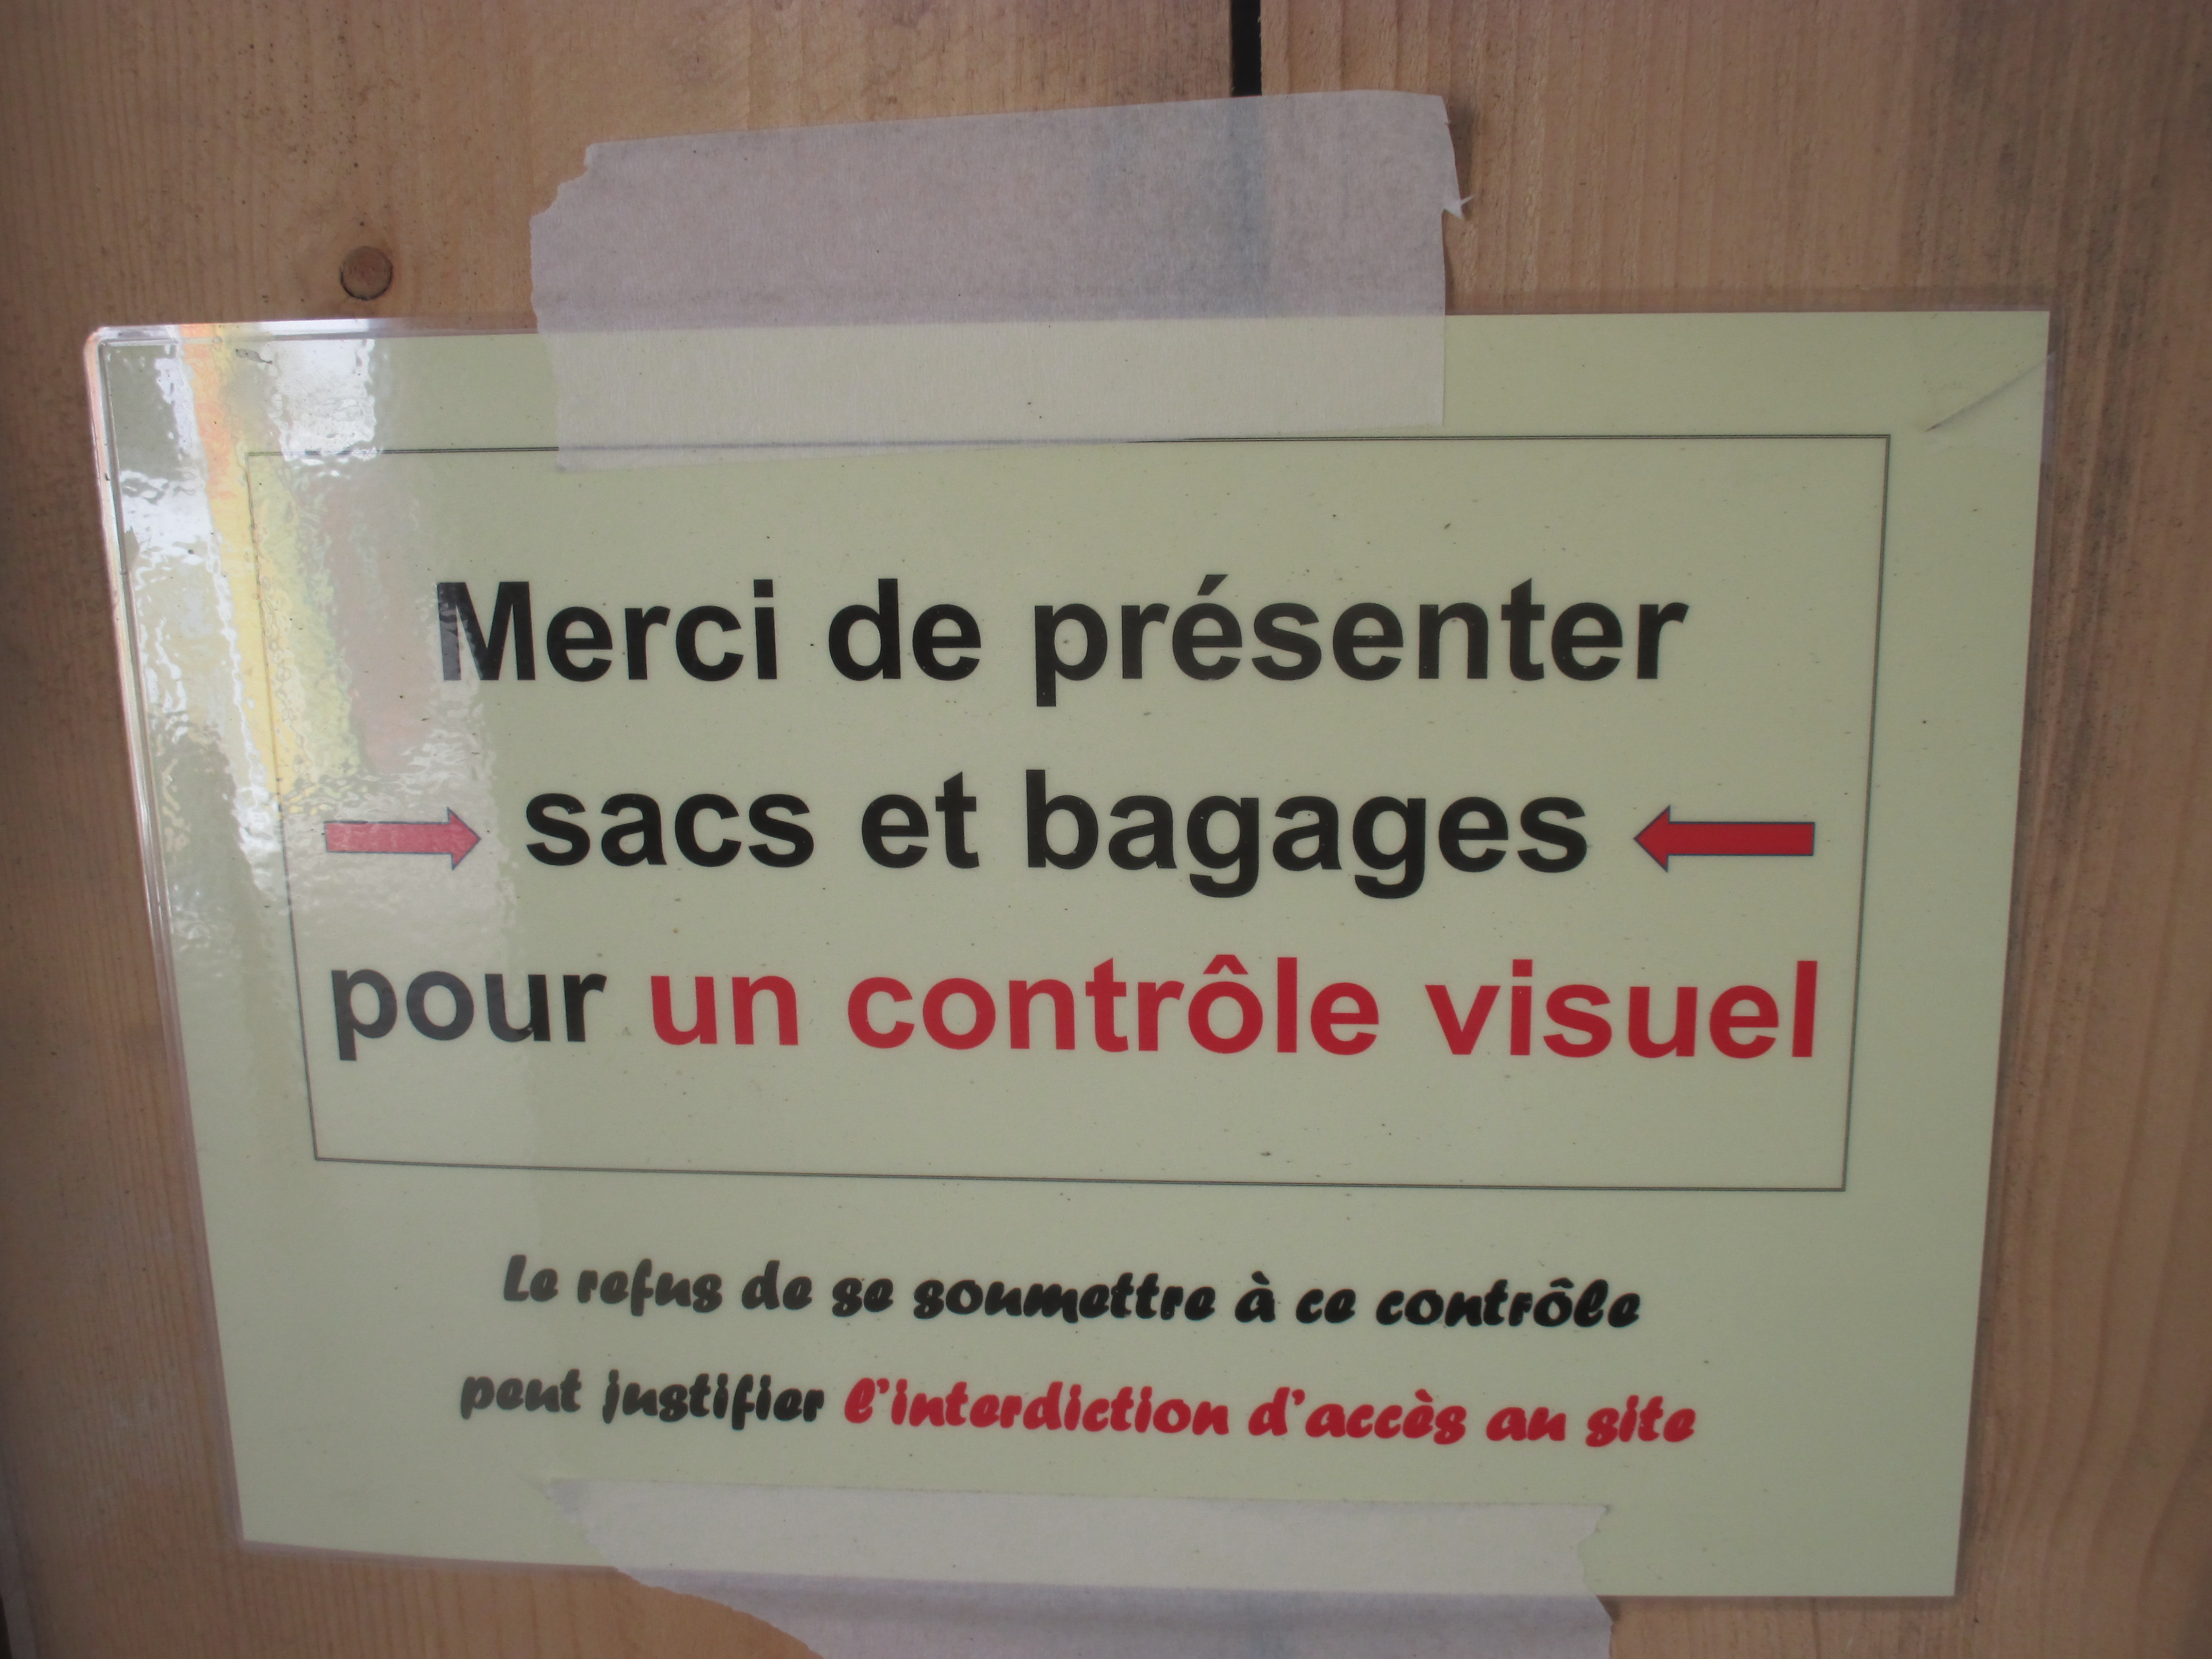 Merci de présenter
sacs et bagages
pour un contrôle visuel
Le refus de se soumettre à ce contrôle
peut justifier l'interdiction d'accès au site